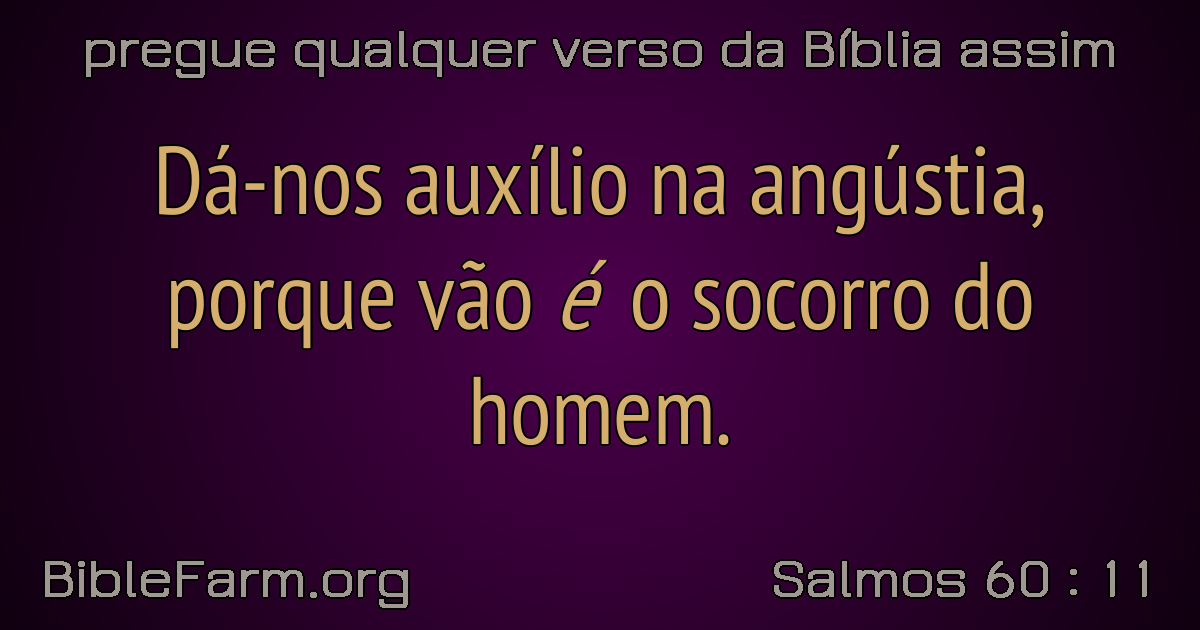 pregue qualquer verso da Bíblia assim
Dá-nos auxílio na angústia,
porque vão é o socorro do
homem.
BibleFarm.org
Salmos 60 : 11